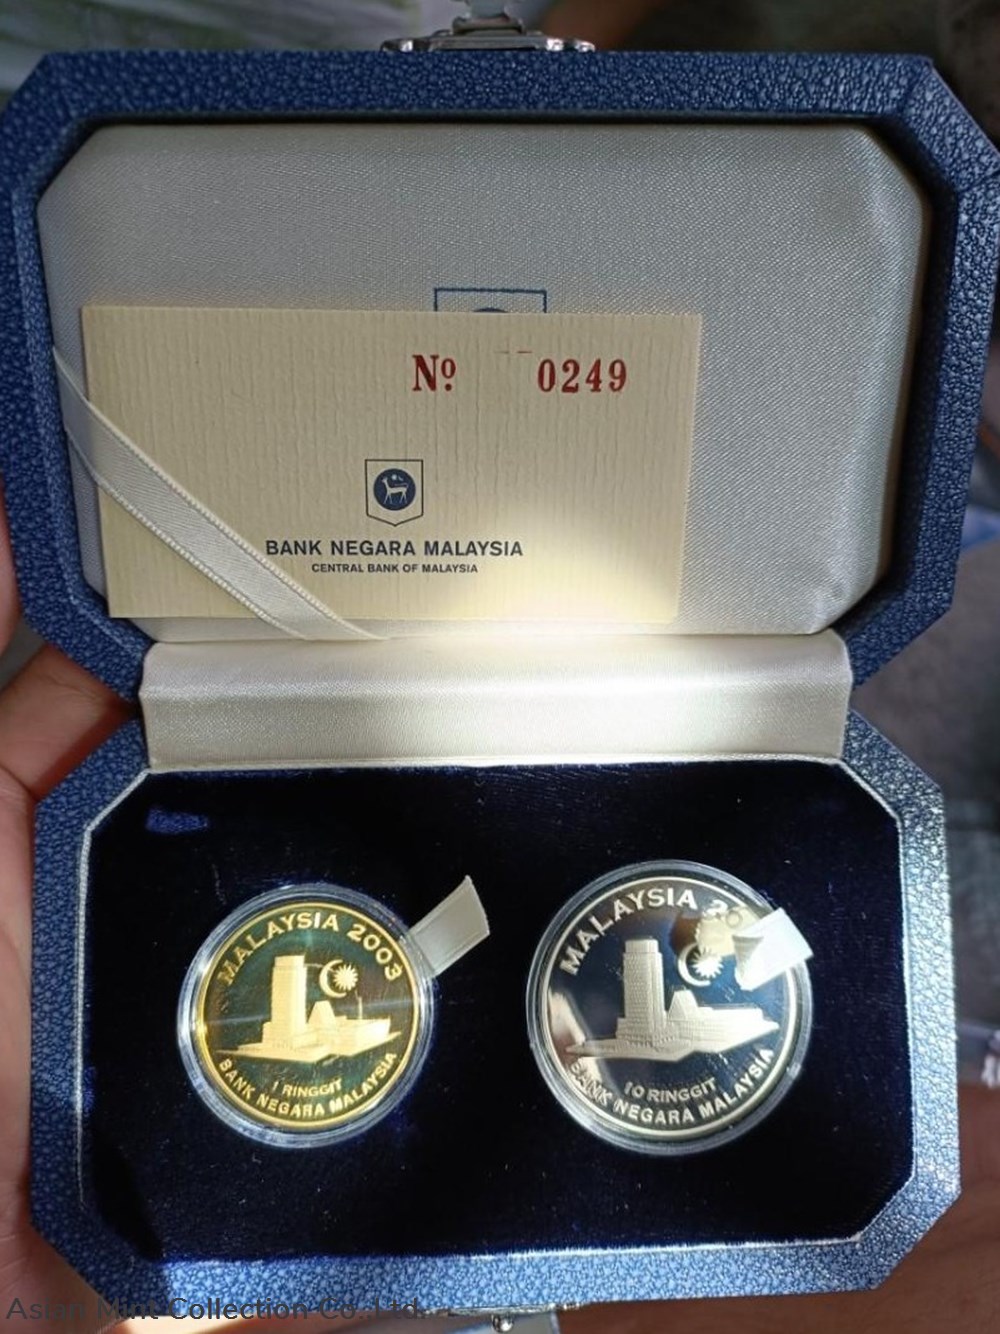 Nº 0249
BANK NEGARA MALAYSIA
CENTRAL BANK OF MALAYSIA
MALAYSIA 2003
1 RINGGIT
BANK NEGARA MALAYSIA
MALAYSIA
10 RINGGIT
BANK NEGARA MALAYSIA
Asian Mint Collection Co.,Ltd.